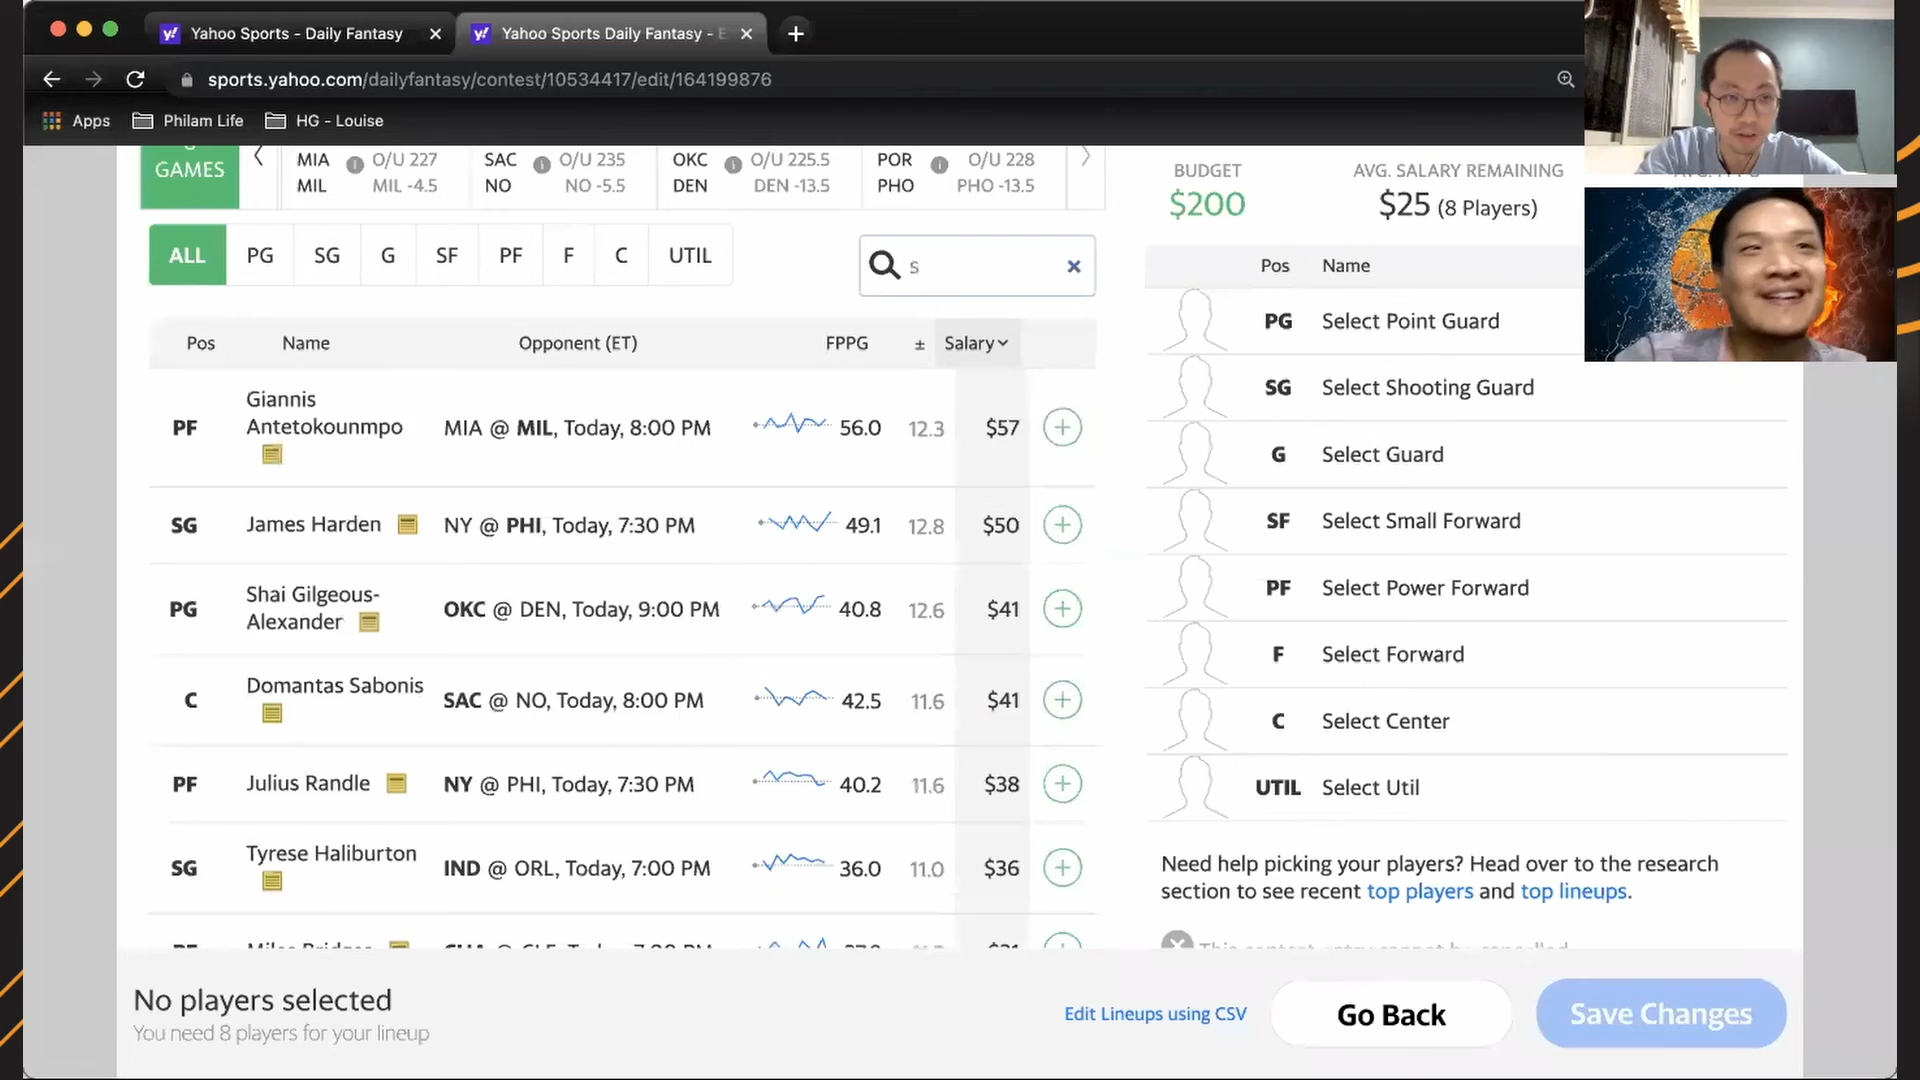 Yahoo Sports - Daily Fantasy
Yahoo Sports Daily Fantasy - E
sports.yahoo.com/dailyfantasy/contest/10534417/edit/164199876
Apps
Philam Life
HG - Louise
GAMES
MIA
MIL
O/U 227
MIL -4.5
SAC
NO
O/U 235
NO -5.5
OKC
DEN
O/U 225.5
DEN -13.5
POR
PHO
O/U 228
PHO -13.5
BUDGET
$200
AVG. SALARY REMAINING
$25 (8 Players)
ALL PG SG G SF PF F C UTIL
s
Pos Name Opponent (ET) FPPG ± Salary
PF Giannis Antetokounmpo MIA @ MIL, Today, 8:00 PM 56.0 12.3 $57
SG James Harden NY @ PHI, Today, 7:30 PM 49.1 12.8 $50
PG Shai Gilgeous-Alexander OKC @ DEN, Today, 9:00 PM 40.8 12.6 $41
C Domantas Sabonis SAC @ NO, Today, 8:00 PM 42.5 11.6 $41
PF Julius Randle NY @ PHI, Today, 7:30 PM 40.2 11.6 $38
SG Tyrese Haliburton IND @ ORL, Today, 7:00 PM 36.0 11.0 $36
Pos Name
PG Select Point Guard
SG Select Shooting Guard
G Select Guard
SF Select Small Forward
PF Select Power Forward
F Select Forward
C Select Center
UTIL Select Util
Need help picking your players? Head over to the research
section to see recent top players and top lineups.
This contest entry cannot be cancelled
No players selected
You need 8 players for your lineup
Edit Lineups using CSV
Go Back
Save Changes